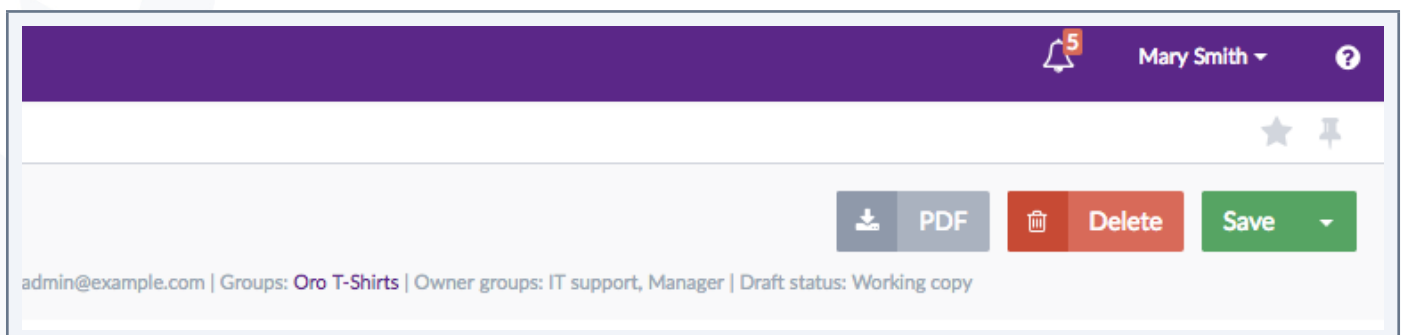 5
Mary Smith
?
PDF Delete Save
admin@example.com | Groups: Oro T-Shirts | Owner groups: IT support, Manager | Draft status: Working copy